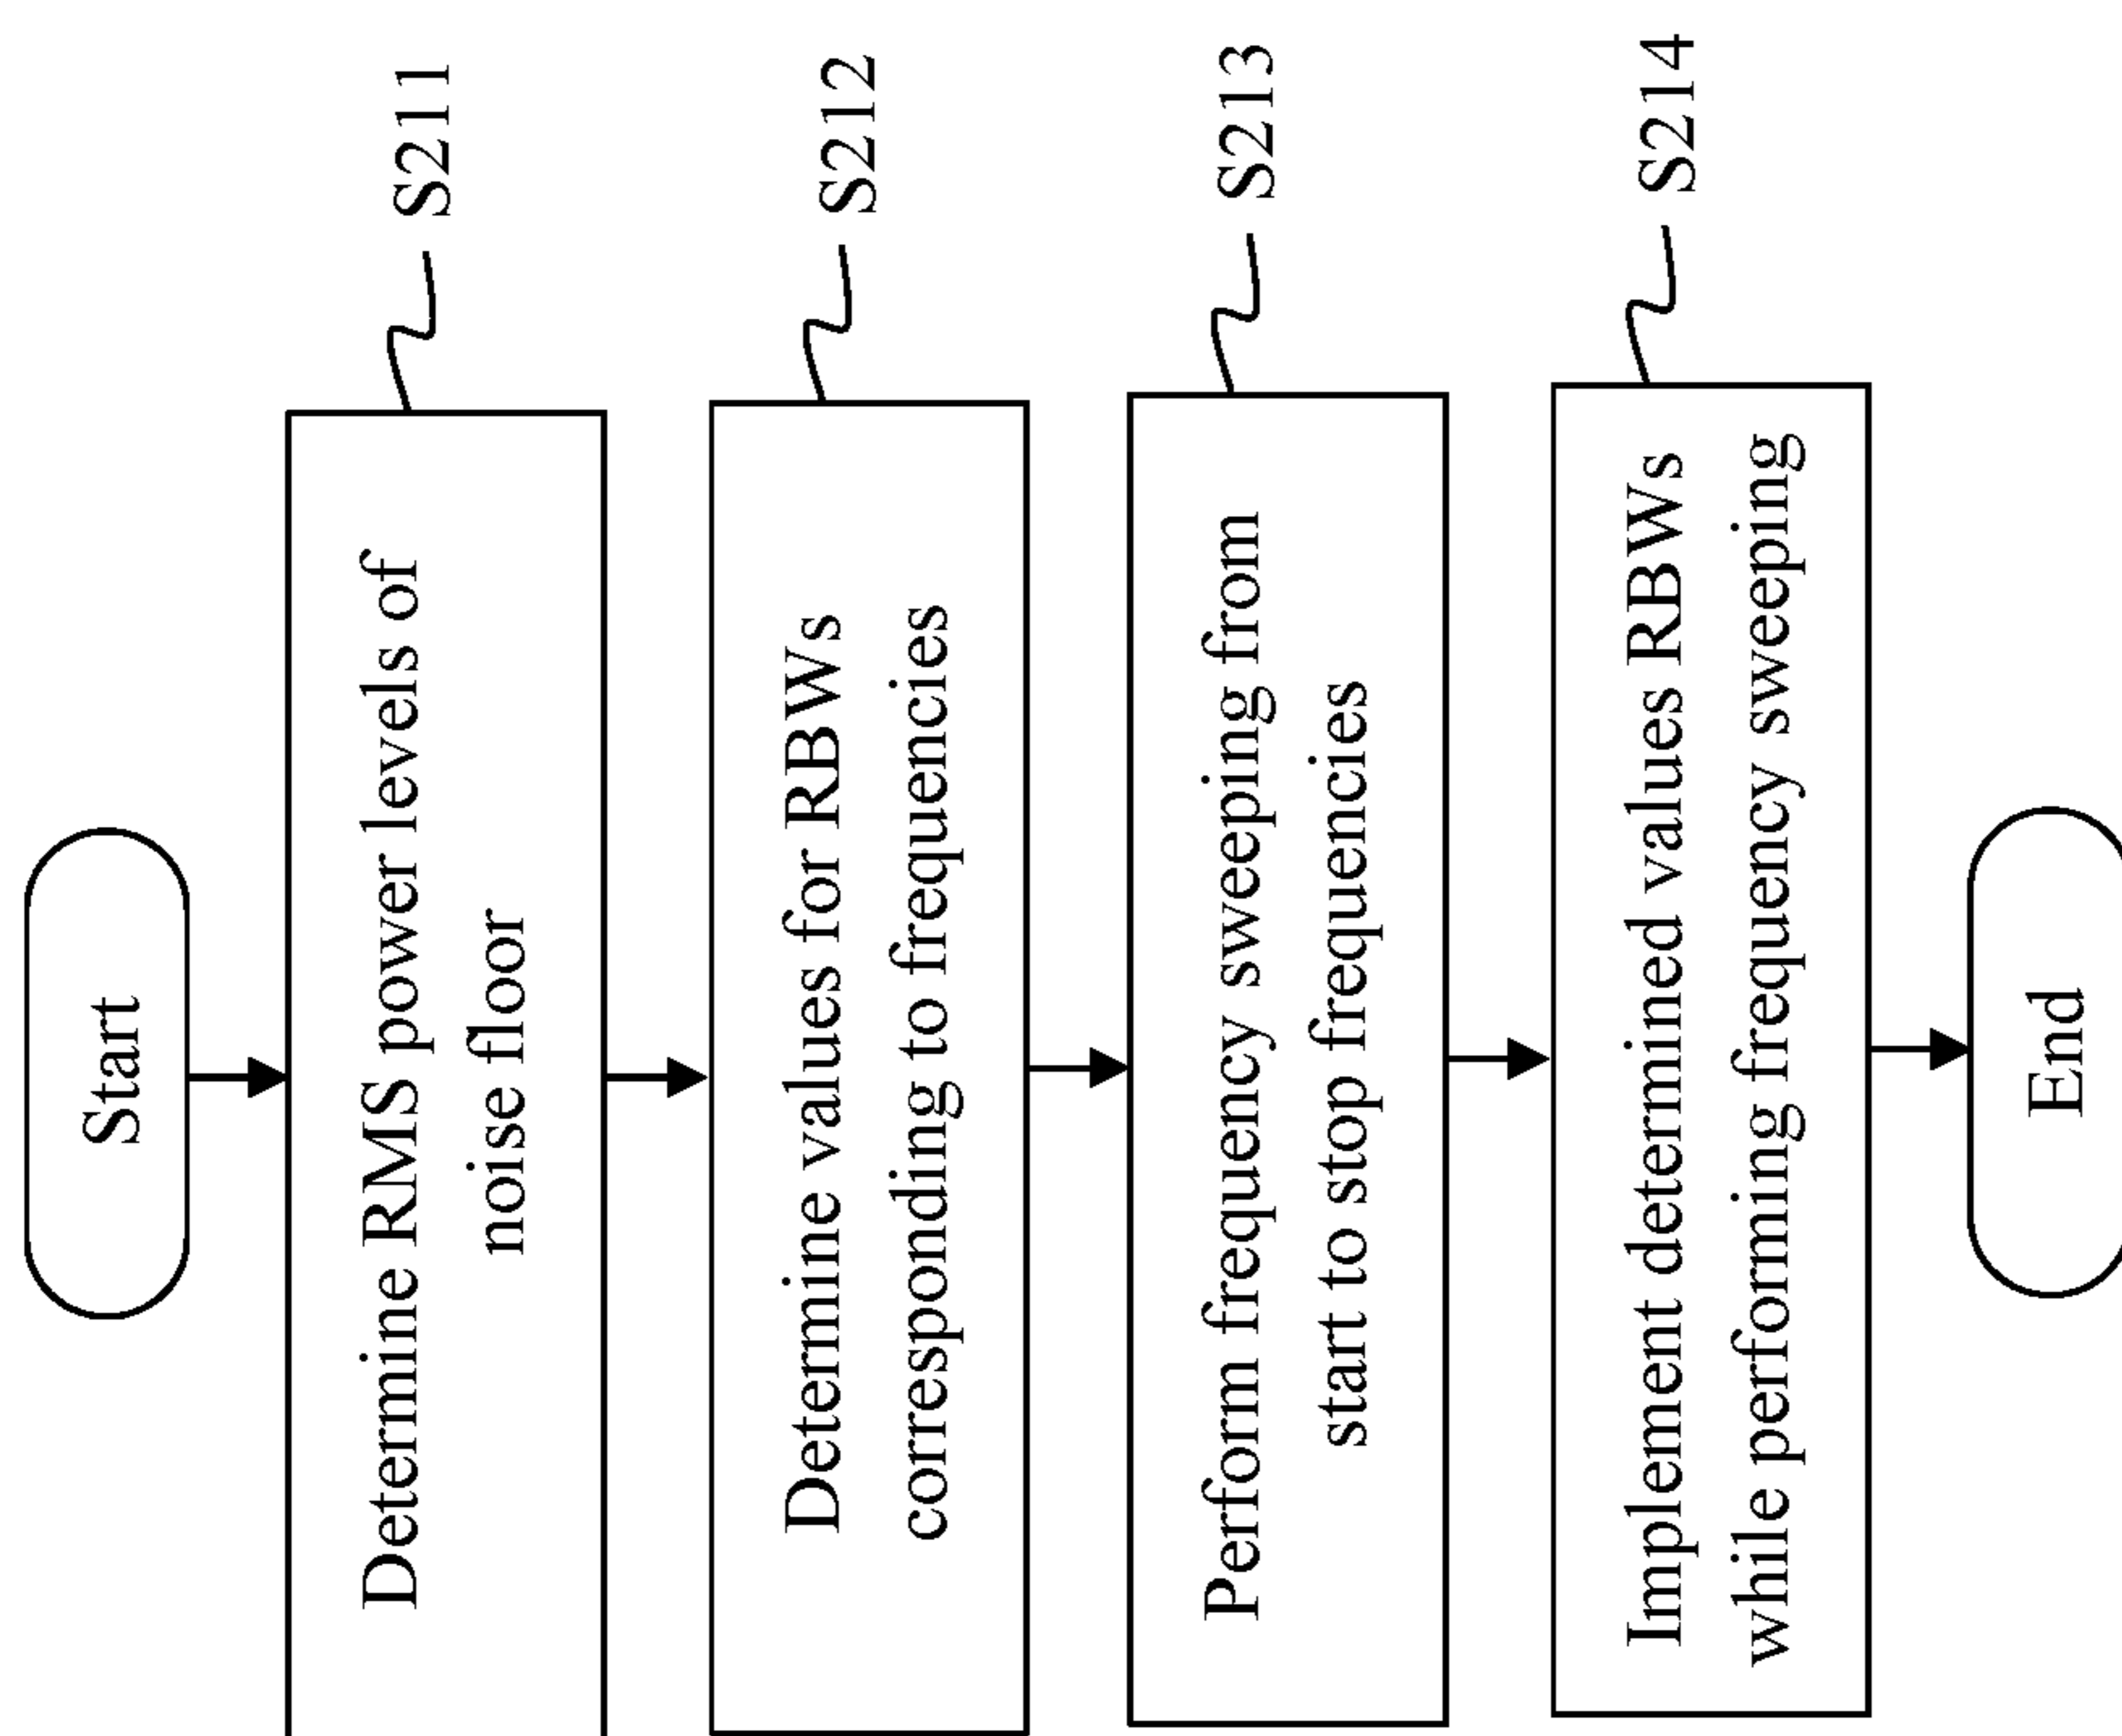 Start
Determine RMS power levels of
noise floor
S211
Determine values for RBWs
corresponding to frequencies
S212
Perform frequency sweeping from
start to stop frequencies
S213
Implement determined values RBWs
while performing frequency sweeping
S214
End